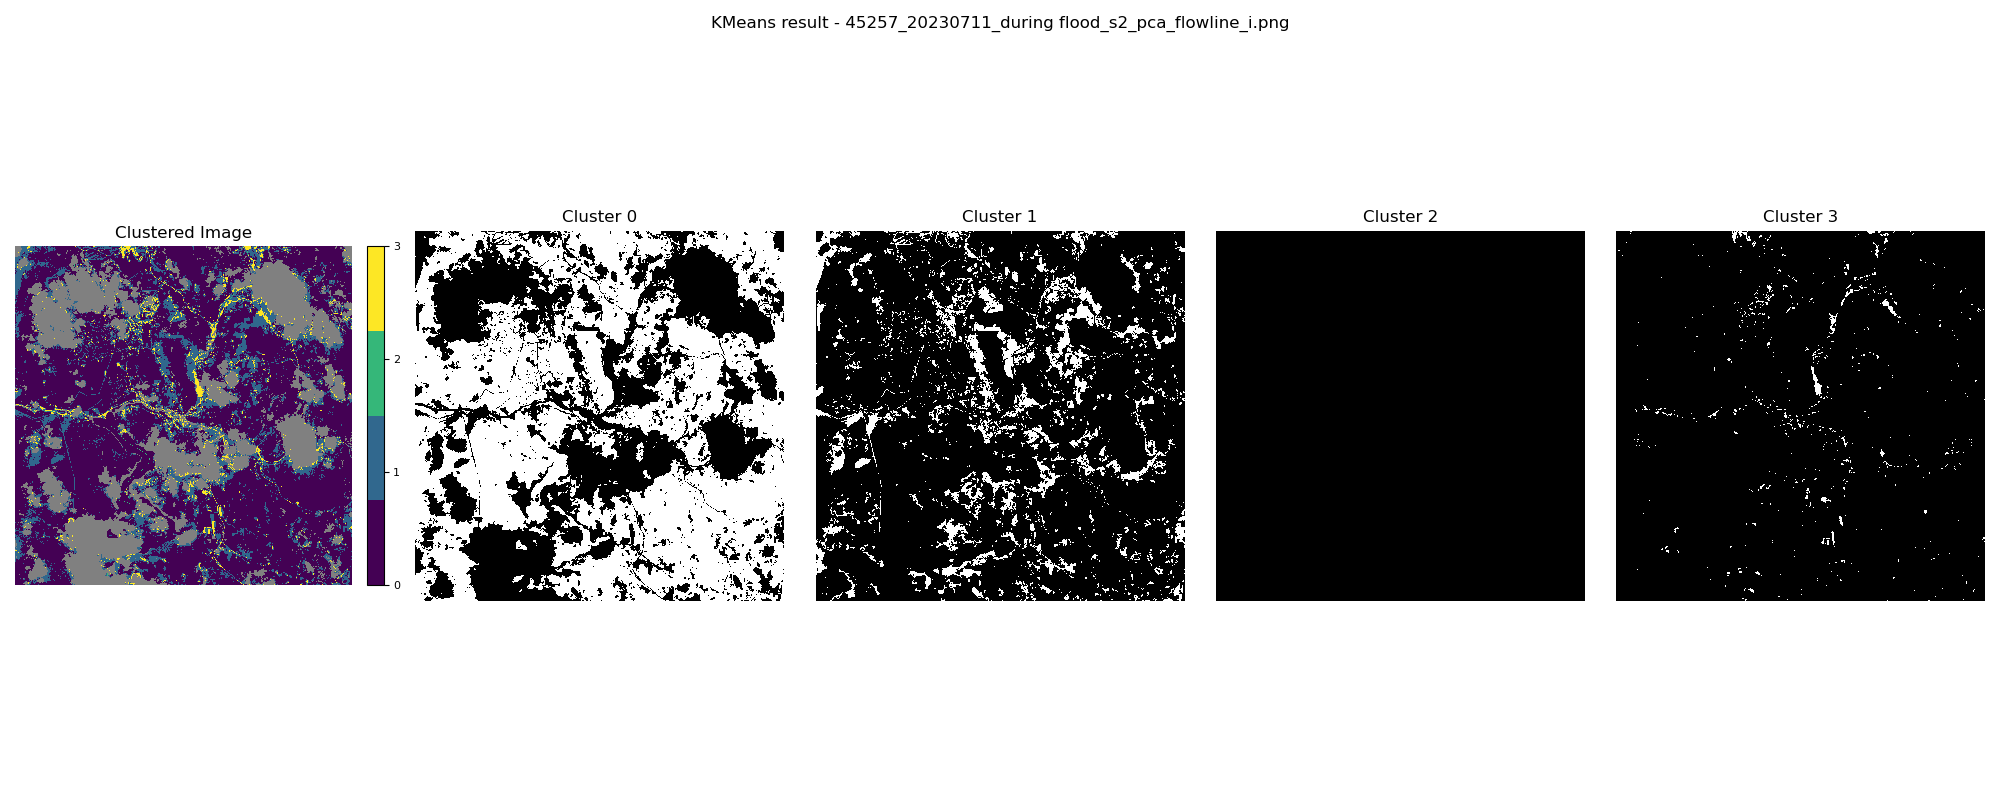 KMeans result - 45257_20230711_during flood_s2_pca_flowline_i.png
Clustered Image
Cluster 0
Cluster 1
Cluster 2
Cluster 3
3
2
1
0